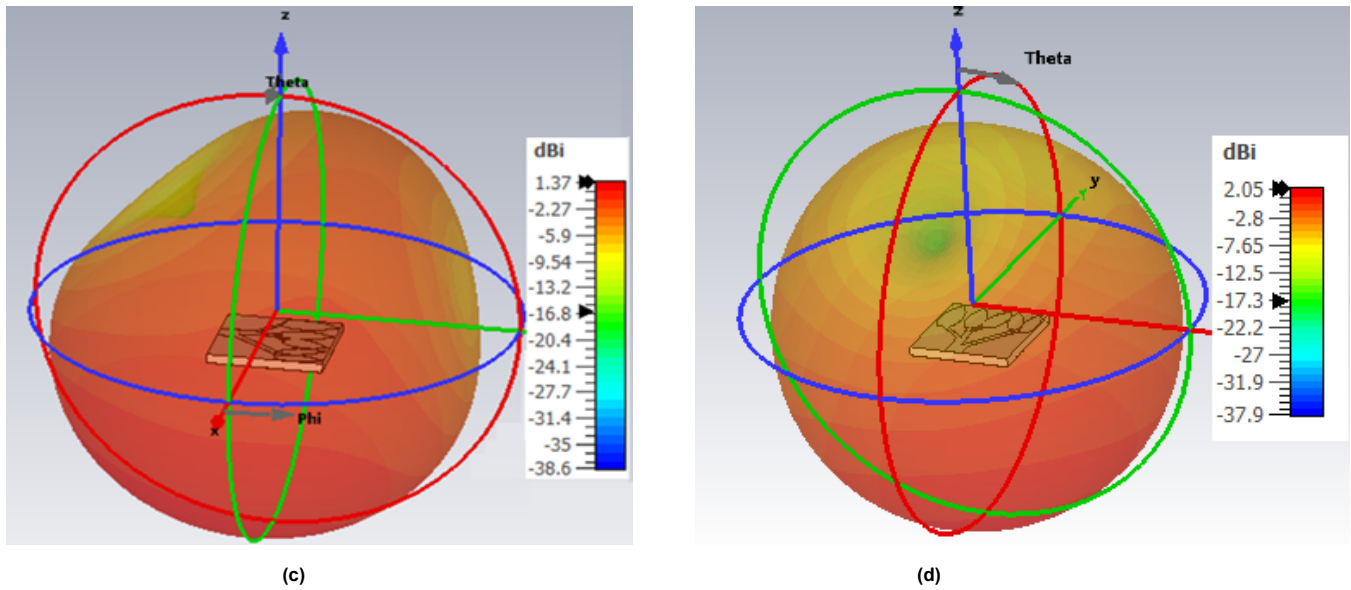 z
Theta
Phi
x
dBi
1.37
-2.27
-5.9
-9.54
-13.2
-16.8
-20.4
-24.1
-27.7
-31.4
-35
-38.6
(c)
z
Theta
y
dBi
2.05
-2.8
-7.65
-12.5
-17.3
-22.2
-27
-31.9
-37.9
(d)